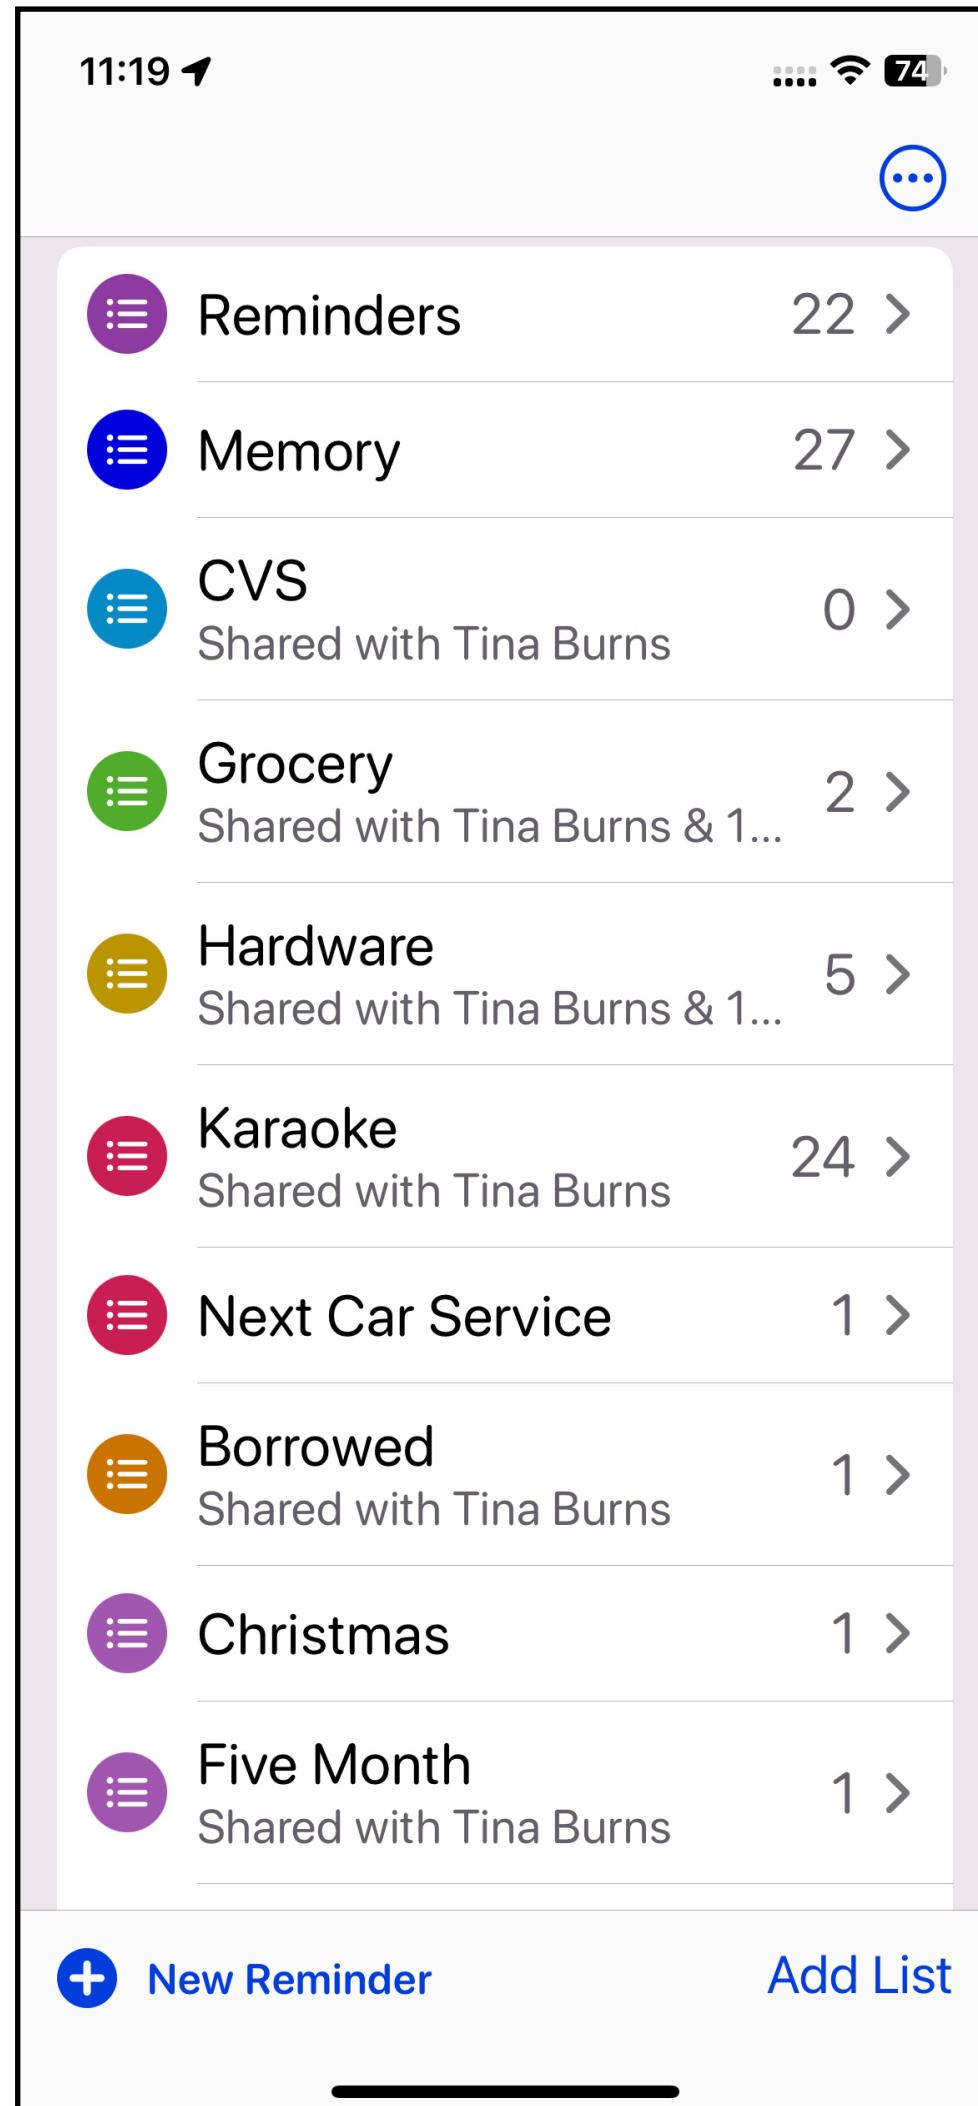 11:19
74
Reminders 22
Memory 27
CVS
Shared with Tina Burns 0
Grocery
Shared with Tina Burns & 1... 2
Hardware
Shared with Tina Burns & 1... 5
Karaoke
Shared with Tina Burns 24
Next Car Service 1
Borrowed
Shared with Tina Burns 1
Christmas 1
Five Month
Shared with Tina Burns 1
New Reminder
Add List